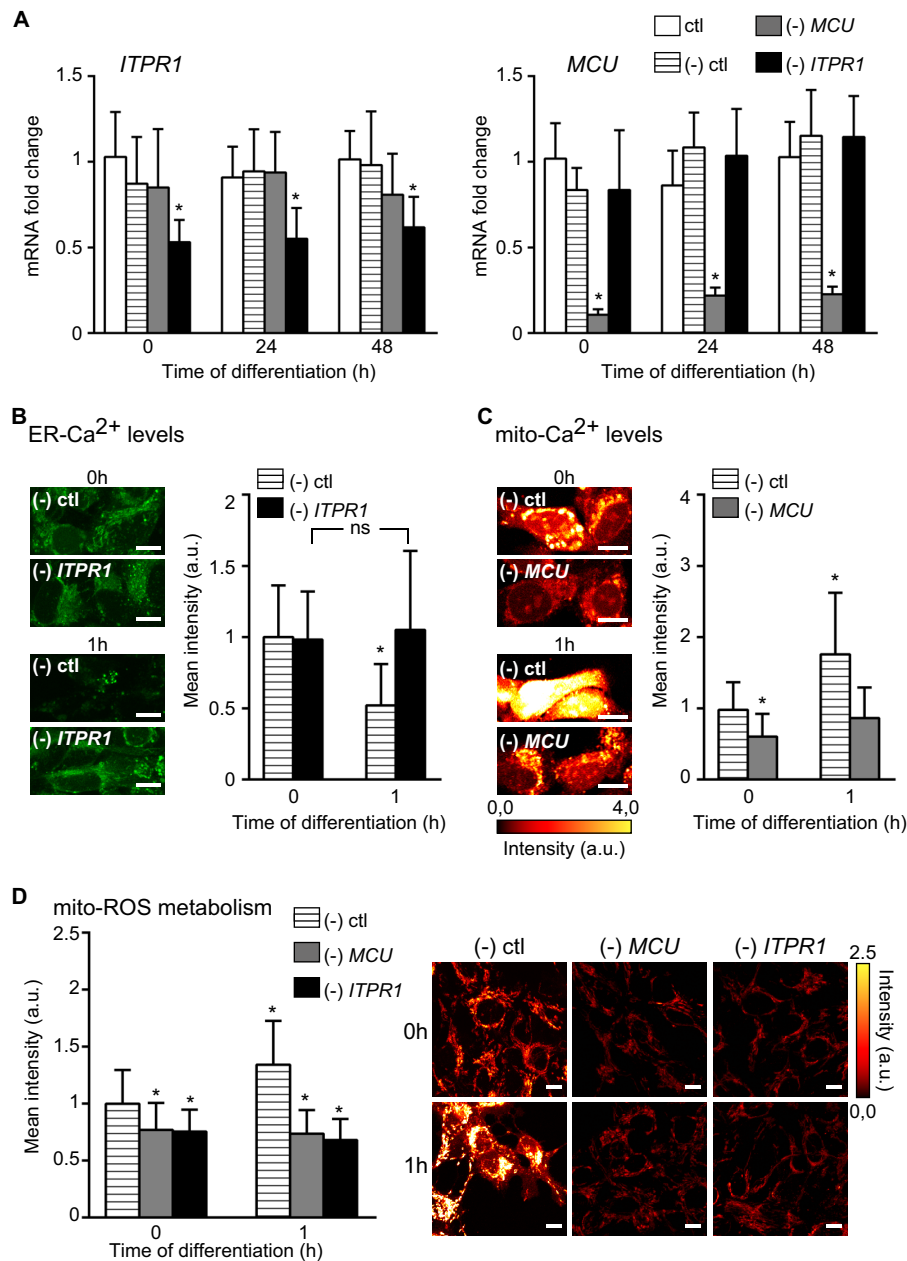 A
ctl
(-) MCU
(-) ctl
(-) ITPR1
ITPR1
MCU
1.5
1
0.5
0
mRNA fold change
*
*
*
0
24
48
Time of differentiation (h)
1.5
1
0.5
0
mRNA fold change
*
*
*
0
24
48
Time of differentiation (h)
B
ER-Ca2+ levels
0h
(-) ctl
(-) ITPR1
1h
(-) ctl
(-) ITPR1
(-) ctl
(-) ITPR1
2
1.5
1
0.5
0
Mean intensity (a.u.)
ns
*
0
1
Time of differentiation (h)
C
mito-Ca2+ levels
0h
(-) ctl
(-) MCU
1h
(-) ctl
(-) MCU
0,0
4,0
Intensity (a.u.)
(-) ctl
(-) MCU
4
3
2
1
0
Mean intensity (a.u.)
*
*
0
1
Time of differentiation (h)
D
mito-ROS metabolism
(-) ctl
(-) MCU
(-) ITPR1
2.5
2
1.5
1
0.5
0
Mean intensity (a.u.)
*
*
*
*
*
0
1
Time of differentiation (h)
(-) ctl
(-) MCU
(-) ITPR1
0h
1h
2.5
Intensity (a.u.)
0,0